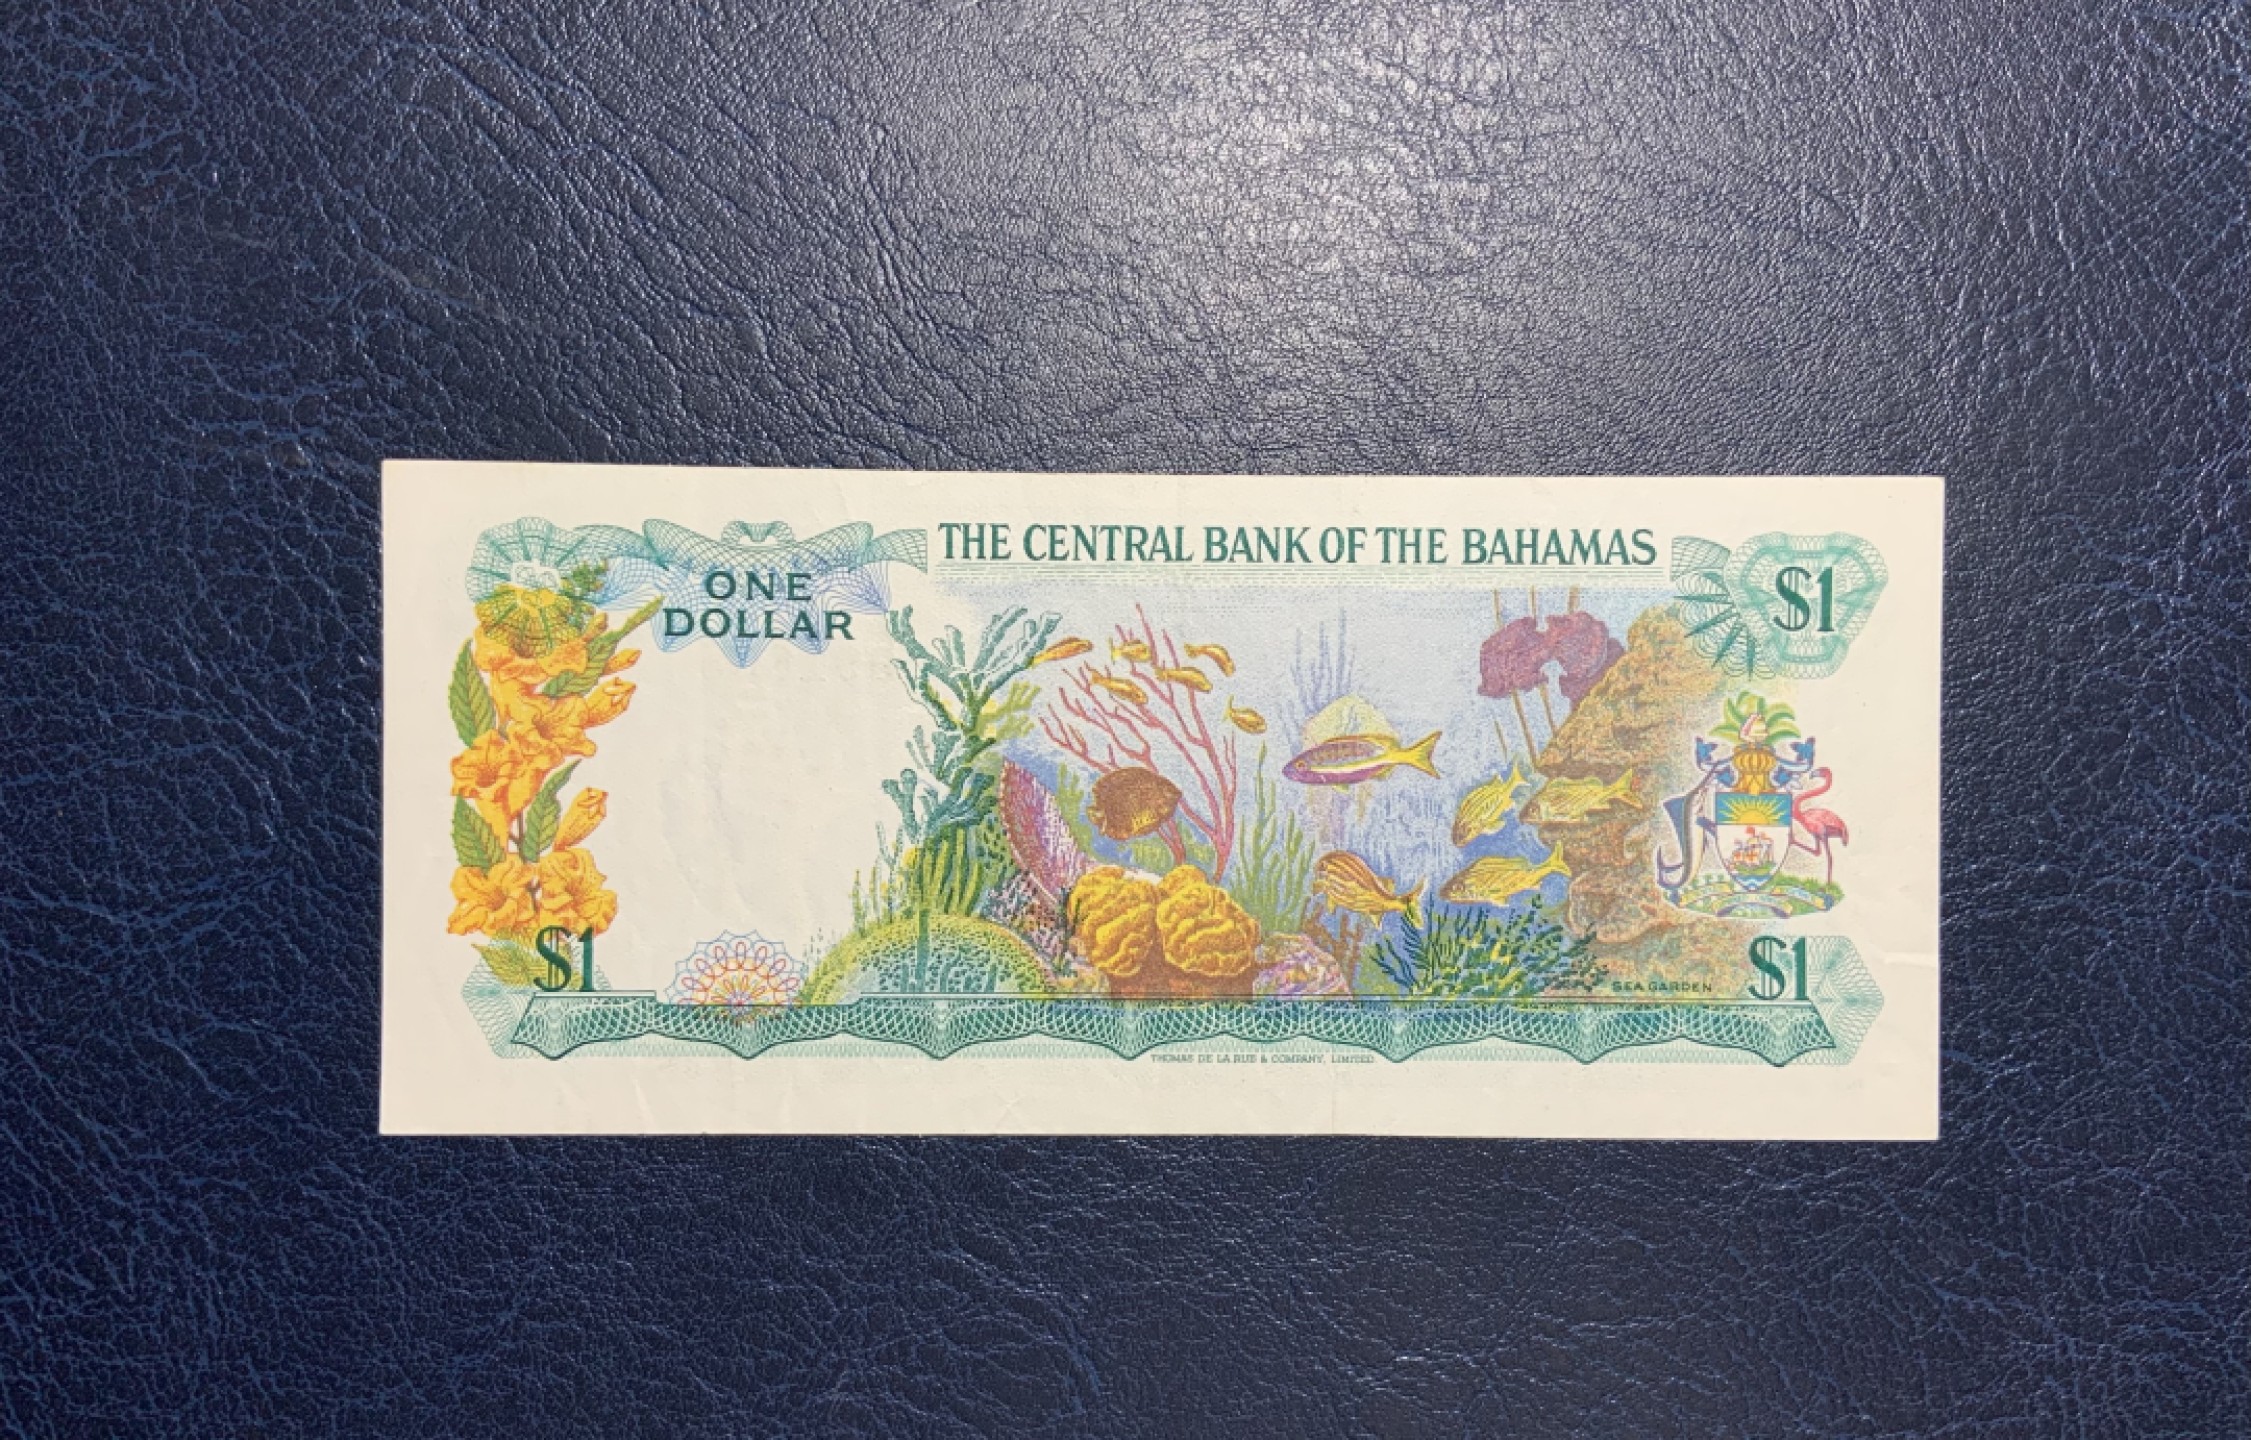 THE CENTRAL BANK OF THE BAHAMAS
ONE
DOLLAR
$1
$1
SEA GARDEN
$1
THOMAS DE LA RUE & COMPANY, LIMITED